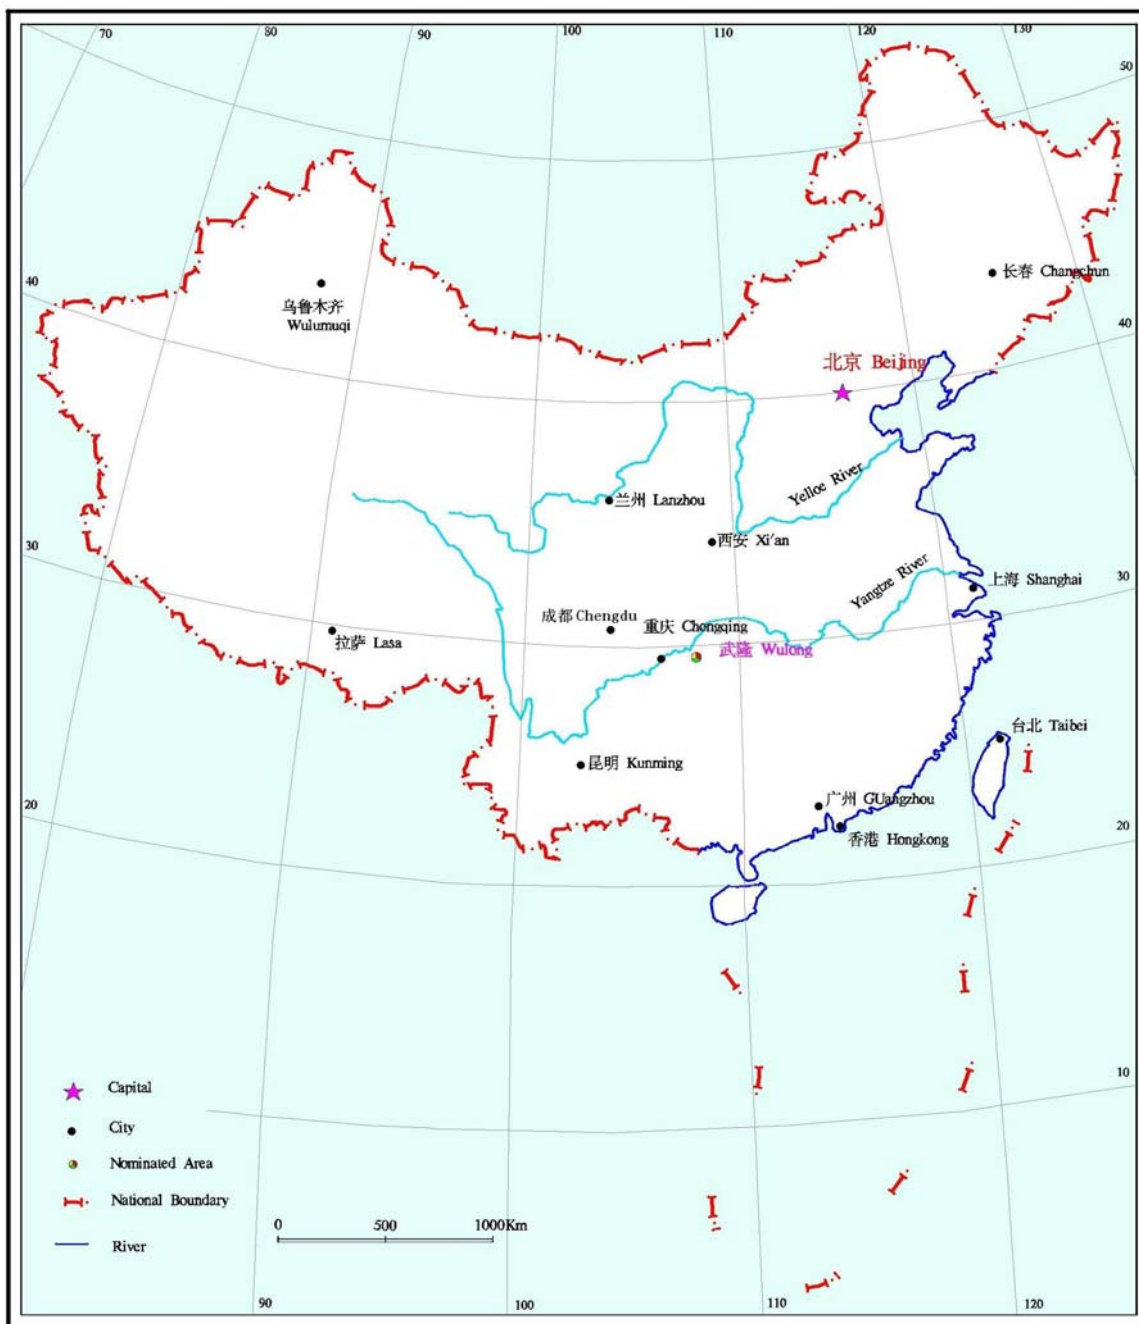 70
80
90
100
110
120
130
50
40
乌鲁木齐
Wulumuqi
长春 Changchun
40
北京 Beijing
兰州 Lanzhou
Yelloe River
西安 Xi'an
30
Yangtze River
30
上海 Shanghai
成都 Chengdu
重庆 Chongqing
拉萨 Lasa
武隆 Wulong
台北 Taibei
昆明 Kunming
20
广州 GUangzhou
20
香港 Hongkong
10
Capital
City
Nominated Area
National Boundary
River
0
500
1000Km
90
100
110
120